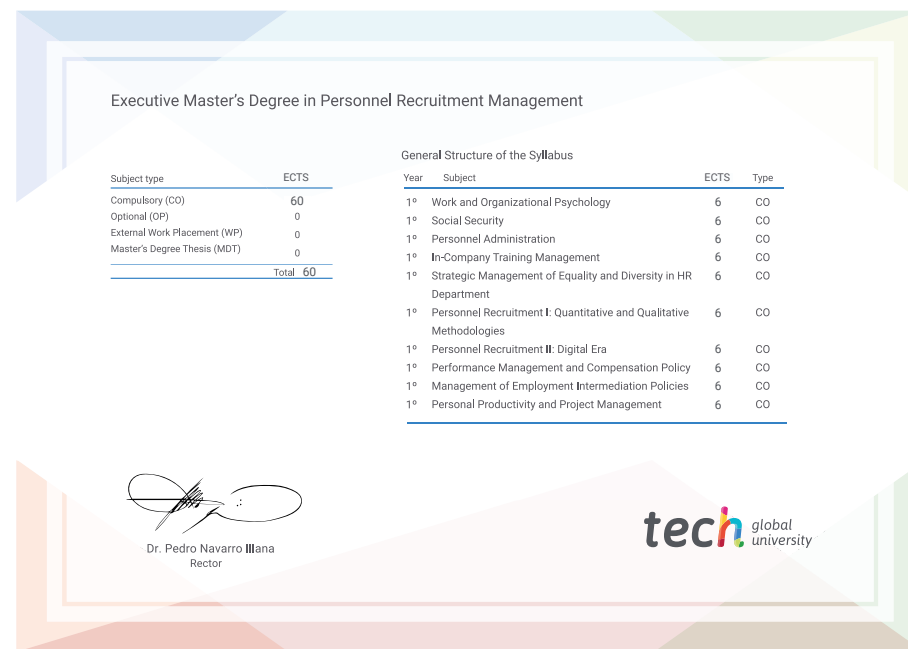 Executive Master's Degree in Personnel Recruitment Management
Subject type ECTS
Compulsory (CO) 60
Optional (OP) 0
External Work Placement (WP) 0
Master's Degree Thesis (MDT) 0
Total 60
General Structure of the Syllabus
Year Subject ECTS Type
1º Work and Organizational Psychology 6 CO
1º Social Security 6 CO
1º Personnel Administration 6 CO
1º In-Company Training Management 6 CO
1º Strategic Management of Equality and Diversity in HR 6 CO
Department
1º Personnel Recruitment I: Quantitative and Qualitative 6 CO
Methodologies
1º Personnel Recruitment II: Digital Era 6 CO
1º Performance Management and Compensation Policy 6 CO
1º Management of Employment Intermediation Policies 6 CO
1º Personal Productivity and Project Management 6 CO
Dr. Pedro Navarro Illana
Rector
tech global
university